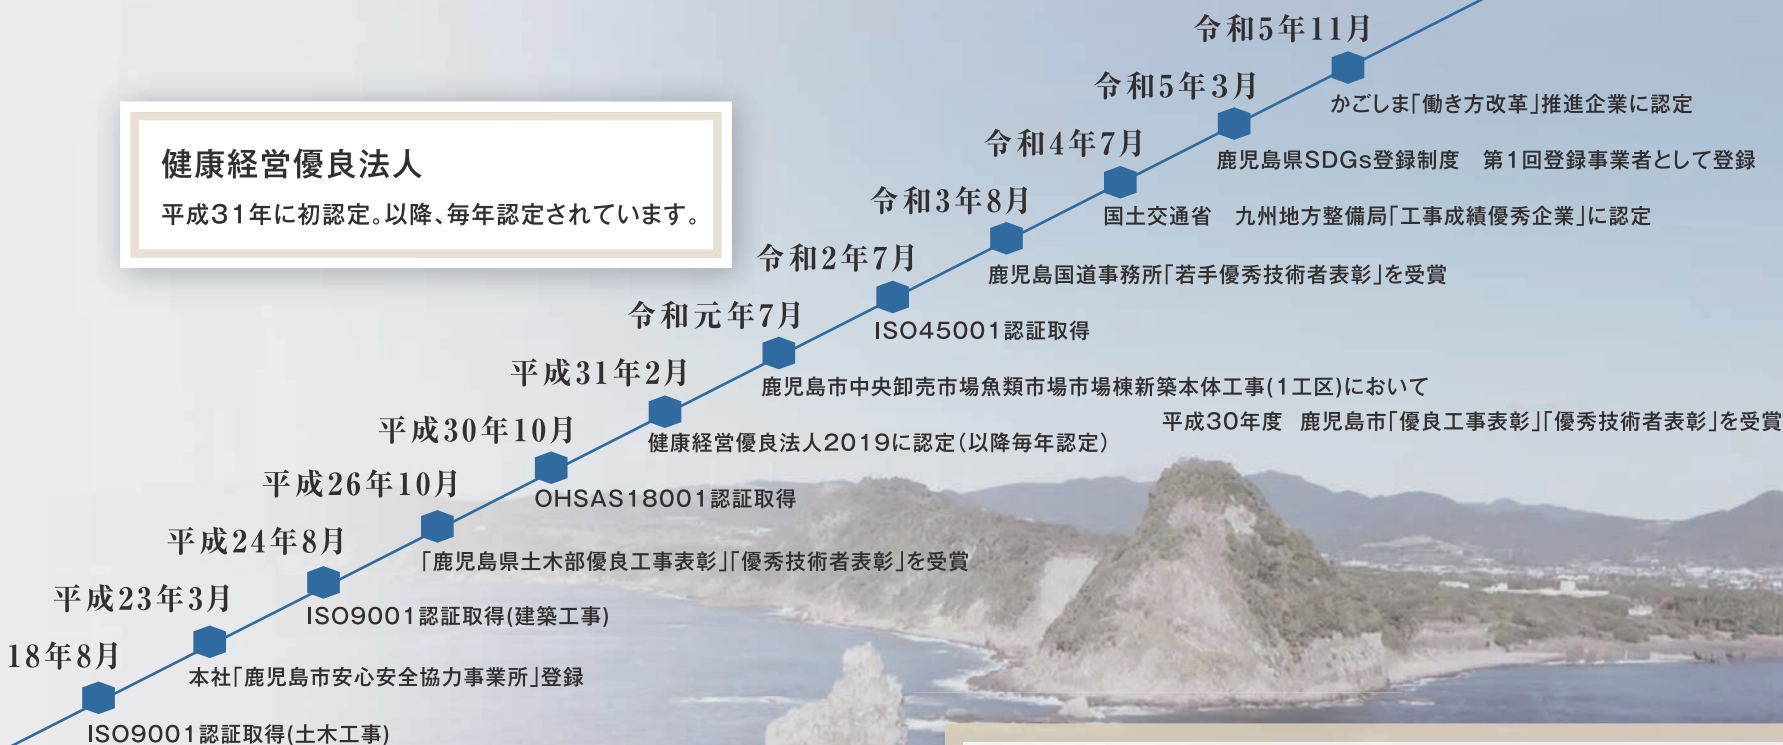 令和5年11月
かごしま「働き方改革」推進企業に認定
令和5年3月
鹿児島県SDGs登録制度　第1回登録事業者として登録
令和4年7月
国土交通省　九州地方整備局「工事成績優秀企業」に認定
健康経営優良法人
平成31年に初認定。以降、毎年認定されています。
令和3年8月
鹿児島国道事務所「若手優秀技術者表彰」を受賞
令和2年7月
ISO45001認証取得
令和元年7月
鹿児島市中央卸売市場魚類市場市場棟新築本体工事(1工区)において
平成30年度　鹿児島市「優良工事表彰」「優秀技術者表彰」を受賞
平成31年2月
健康経営優良法人2019に認定(以降毎年認定)
平成30年10月
OHSAS18001認証取得
平成26年10月
「鹿児島県土木部優良工事表彰」「優秀技術者表彰」を受賞
平成24年8月
ISO9001認証取得(建築工事)
平成23年3月
本社「鹿児島市安心安全協力事業所」登録
18年8月
ISO9001認証取得(土木工事)